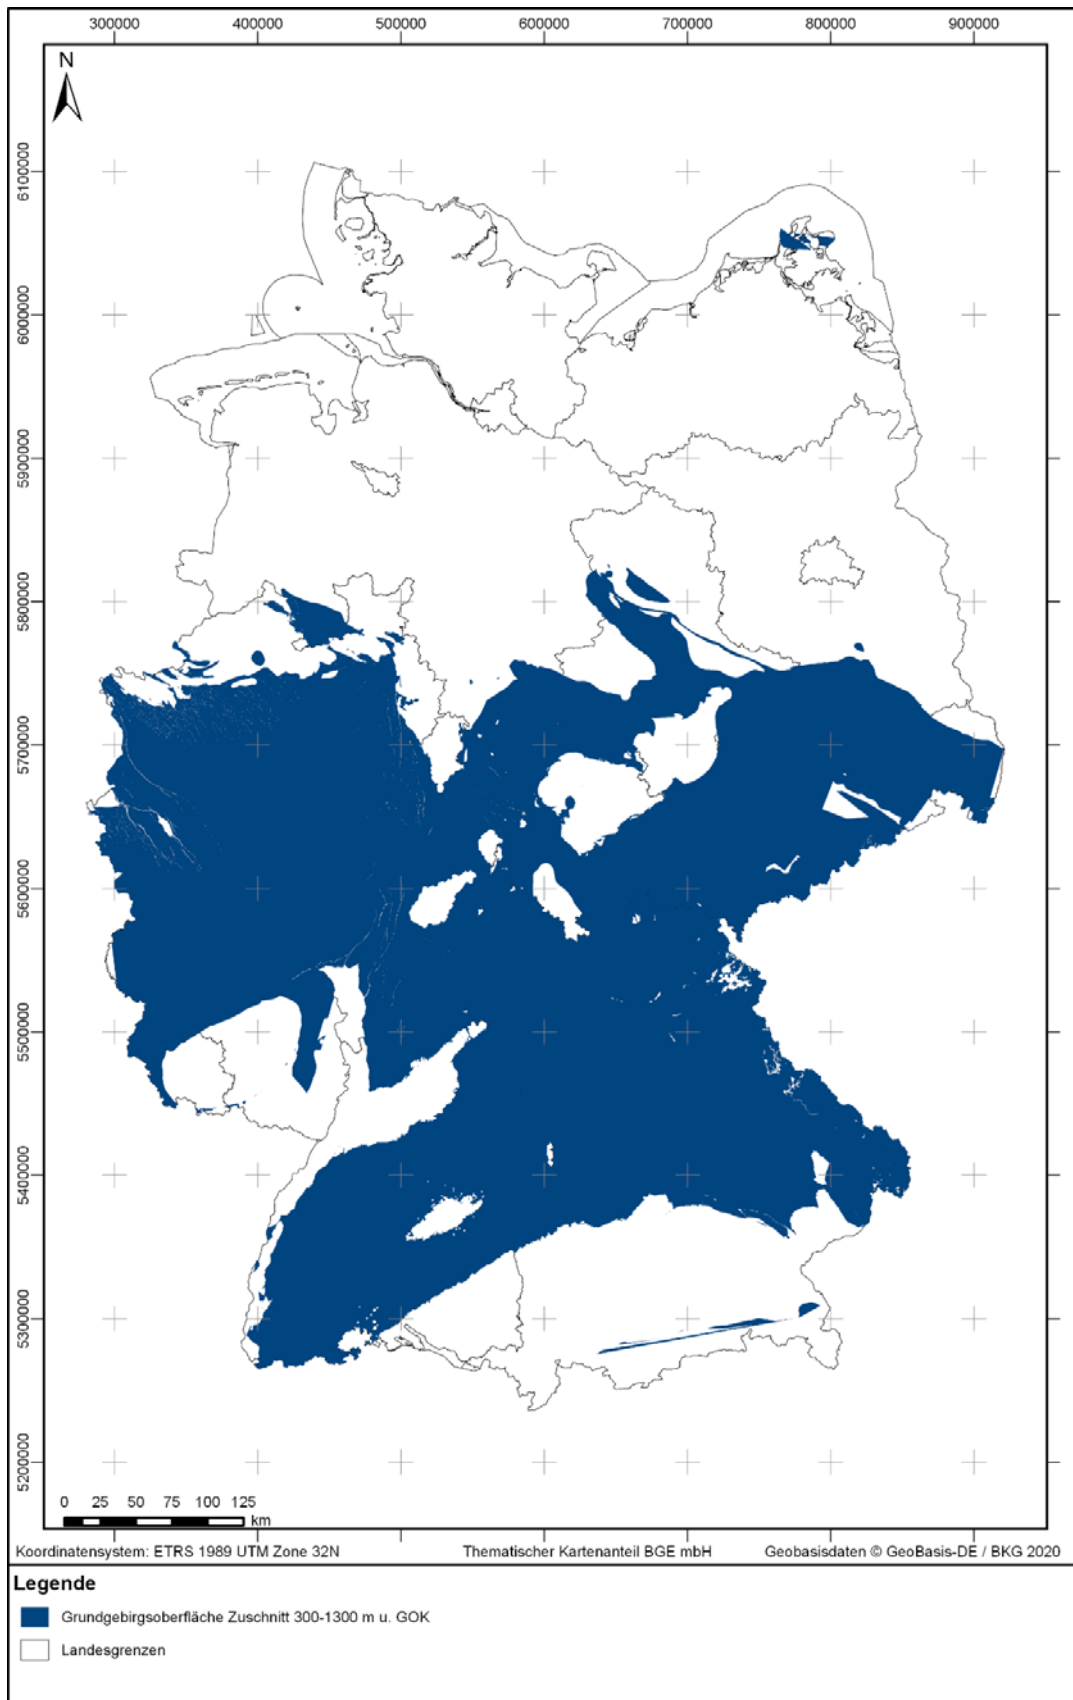 300000 400000 500000 600000 700000 800000 900000
N
6100000
6000000
5900000
5800000
5700000
5600000
5500000
5400000
5300000
5200000
0 25 50 75 100 125
km
Koordinatensystem: ETRS 1989 UTM Zone 32N Thematischer Kartenanteil BGE mbH Geobasisdaten © GeoBasis-DE / BKG 2020
Legende
Grundgebirgsoberfläche Zuschnitt 300-1300 m u. GOK
Landesgrenzen